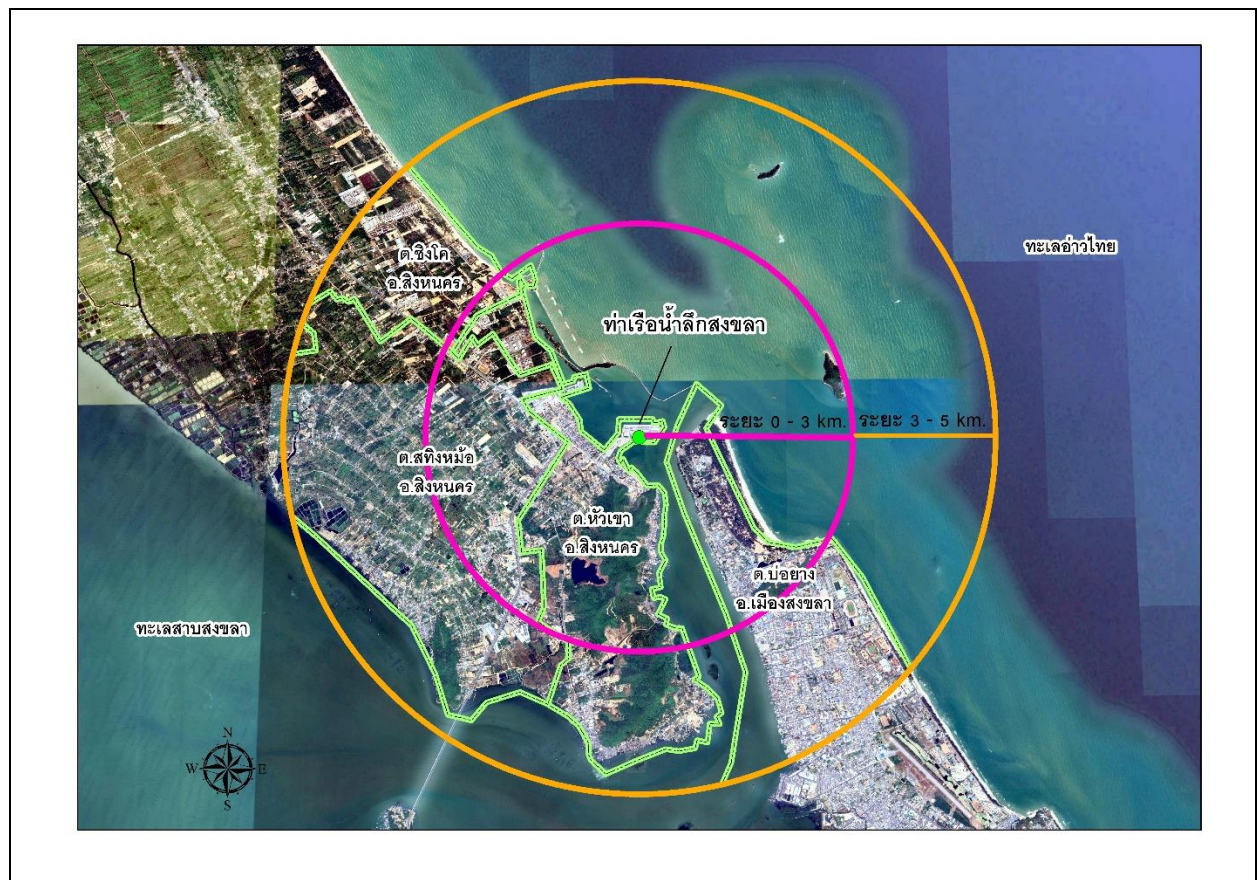 ต.ชิงโค
อ.สิงหนคร
ทะเลอ่าวไทย
ท่าเรือน้ำลึกสงขลา
ระยะ 0 - 3 km.
ระยะ 3 - 5 km.
ต.สทิงหม้อ
อ.สิงหนคร
ต.หัวเขา
อ.สิงหนคร
ต.บ่อยาง
อ.เมืองสงขลา
ทะเลสาบสงขลา
N
W
E
S